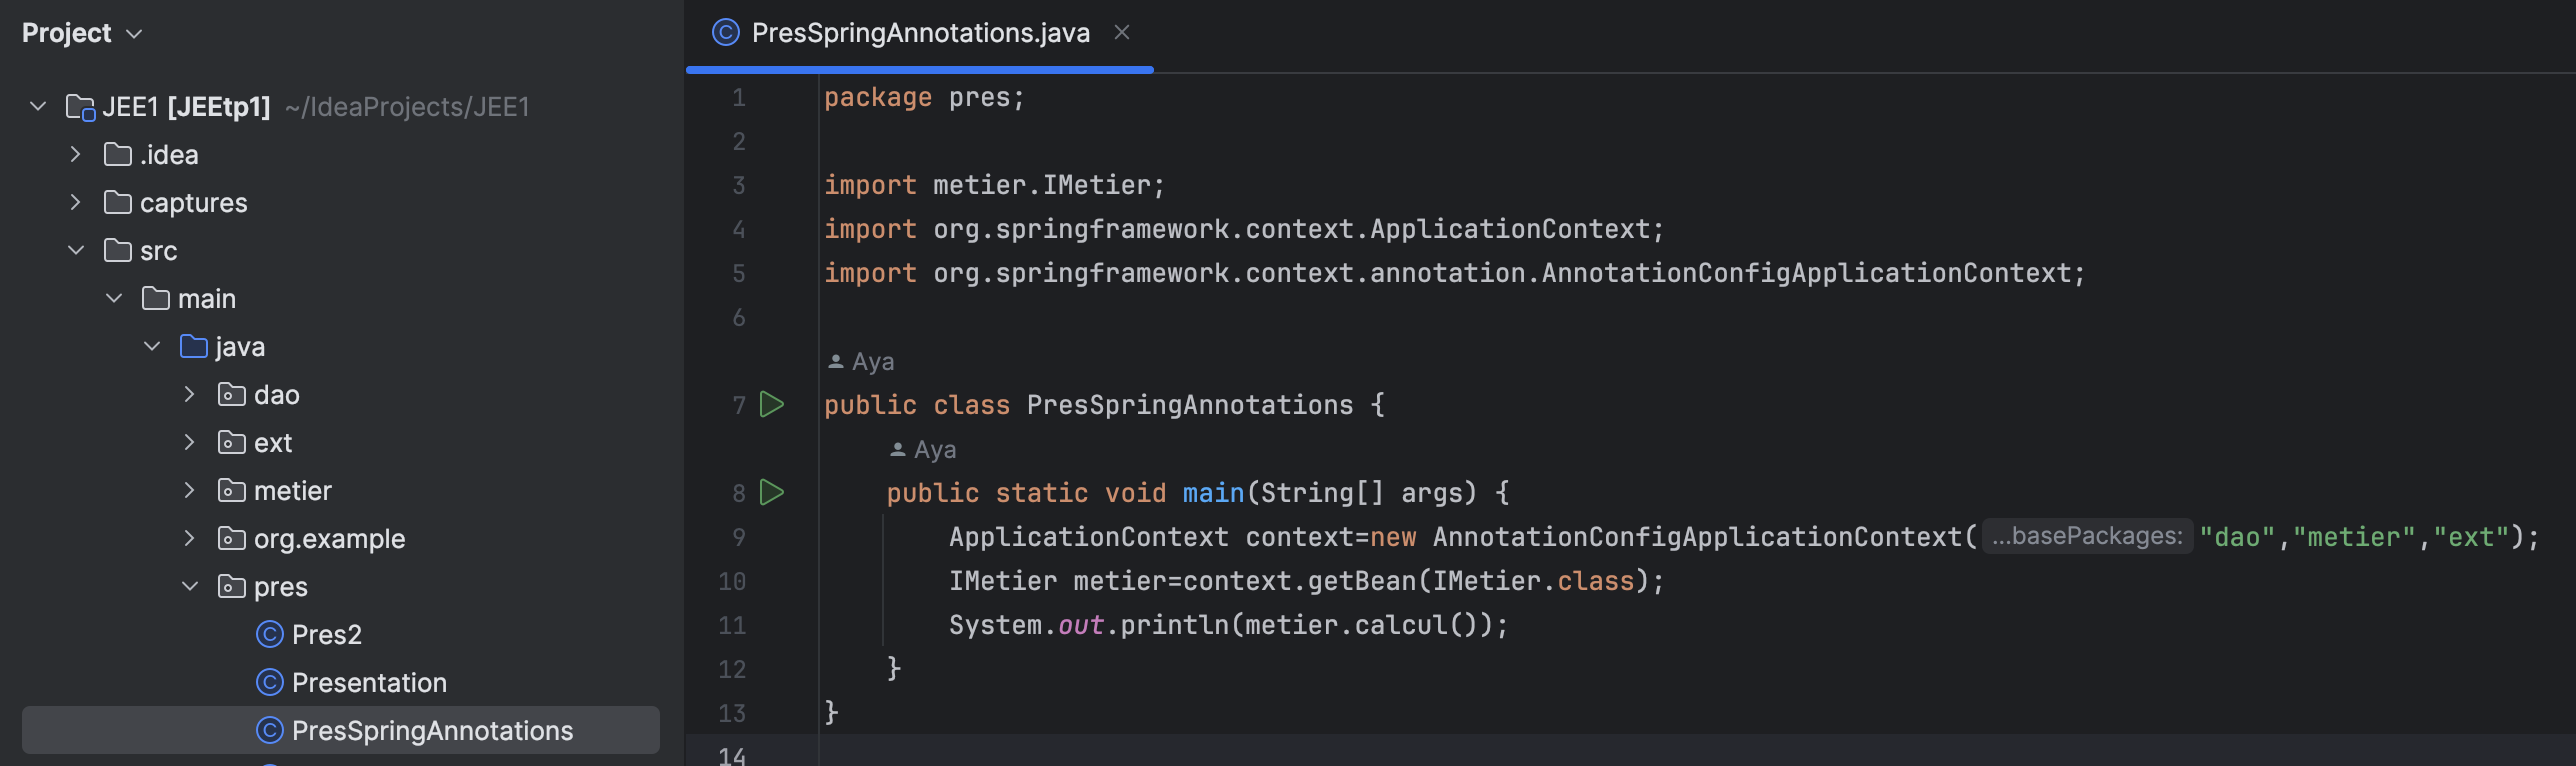 Project
JEE1 [JEEtp1] ~/IdeaProjects/JEE1
.idea
captures
src
main
java
dao
ext
metier
org.example
pres
Pres2
Presentation
PresSpringAnnotations
PresSpringAnnotations.java
1 package pres;
2
3 import metier.IMetier;
4 import org.springframework.context.ApplicationContext;
5 import org.springframework.context.annotation.AnnotationConfigApplicationContext;
6
Aya
7 public class PresSpringAnnotations {
Aya
8 public static void main(String[] args) {
9 ApplicationContext context=new AnnotationConfigApplicationContext( ...basePackages: "dao","metier","ext");
10 IMetier metier=context.getBean(IMetier.class);
11 System.out.println(metier.calcul());
12 }
13 }
14